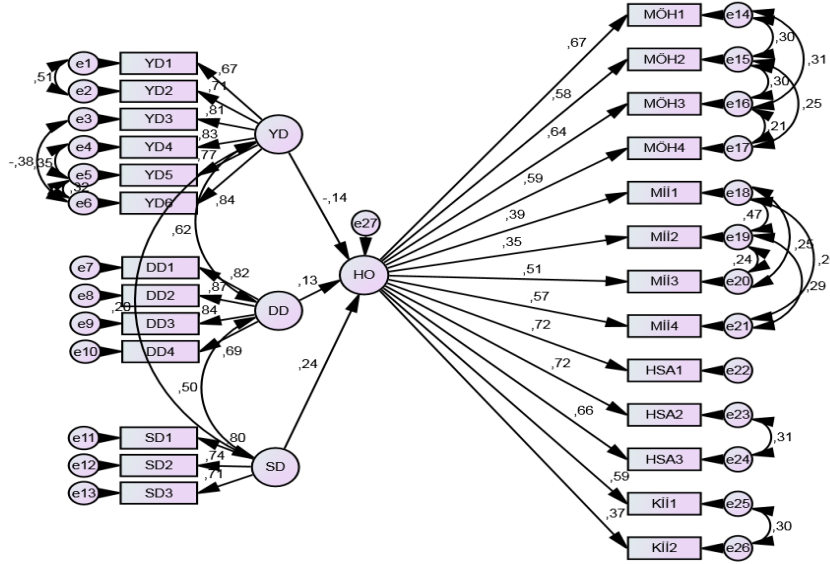 e1 YD1 ,67
,51
e2 YD2 ,71
e3 YD3 ,81
e4 YD4 ,83
-,38 ,35
e5 YD5 ,77
,32
e6 YD6 ,84
YD
,62
-,14
e27
HO
e7 DD1 ,82
e8 DD2 ,87
e9 DD3 ,84
e10 DD4 ,69
DD
,13
,20
,50
,24
e11 SD1 ,80
e12 SD2 ,74
e13 SD3 ,71
SD
,67 MÖH1 e14
,30 ,31
,58 MÖH2 e15
,30
,64 MÖH3 e16
,25
,21
,59 MÖH4 e17
,39 Mİİ1 e18
,47
,35 Mİİ2 e19
,25 ,2
,24
,51 Mİİ3 e20
,29
,57 Mİİ4 e21
,72 HSA1 e22
,72 HSA2 e23
,31
,66 HSA3 e24
,59 Kİİ1 e25
,30
,37 Kİİ2 e26